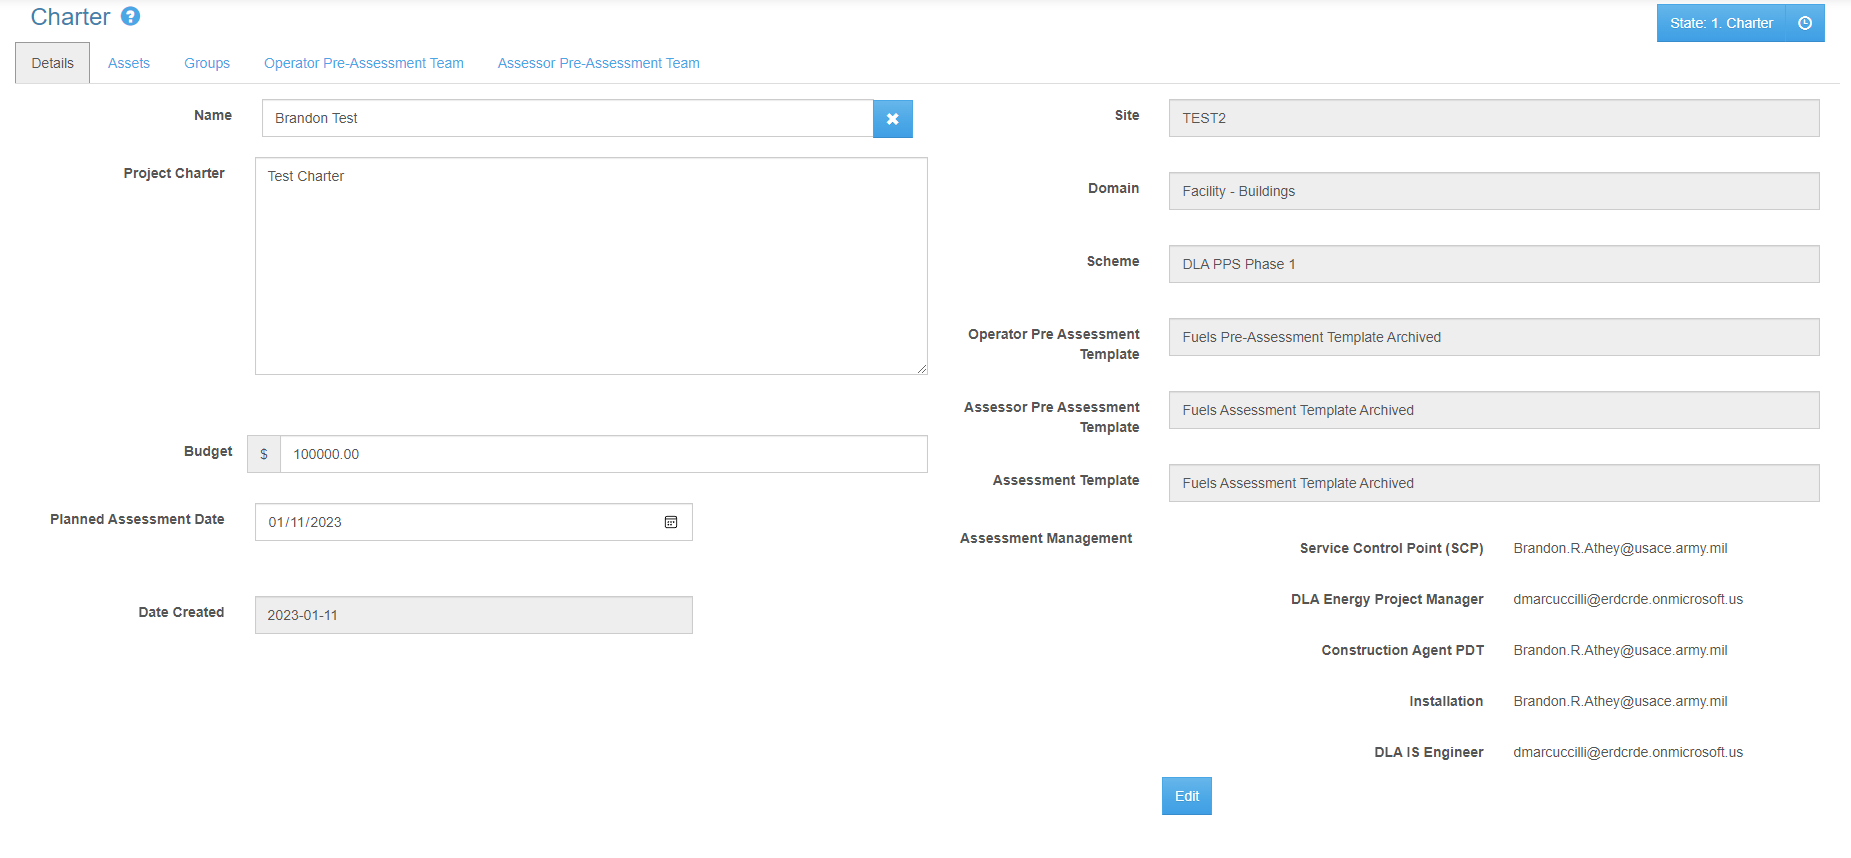 Charter ?
State: 1. Charter
Details Assets Groups Operator Pre-Assessment Team Assessor Pre-Assessment Team
Name Brandon Test
Project Charter Test Charter
Budget $ 100000.00
Planned Assessment Date 01/11/2023
Date Created 2023-01-11
Site TEST2
Domain Facility - Buildings
Scheme DLA PPS Phase 1
Operator Pre Assessment
Template
Fuels Pre-Assessment Template Archived
Assessor Pre Assessment
Template
Fuels Assessment Template Archived
Assessment Template Fuels Assessment Template Archived
Assessment Management
Service Control Point (SCP) Brandon.R.Athey@usace.army.mil
DLA Energy Project Manager dmarcuccilli@erdcrde.onmicrosoft.us
Construction Agent PDT Brandon.R.Athey@usace.army.mil
Installation Brandon.R.Athey@usace.army.mil
DLA IS Engineer dmarcuccilli@erdcrde.onmicrosoft.us
Edit